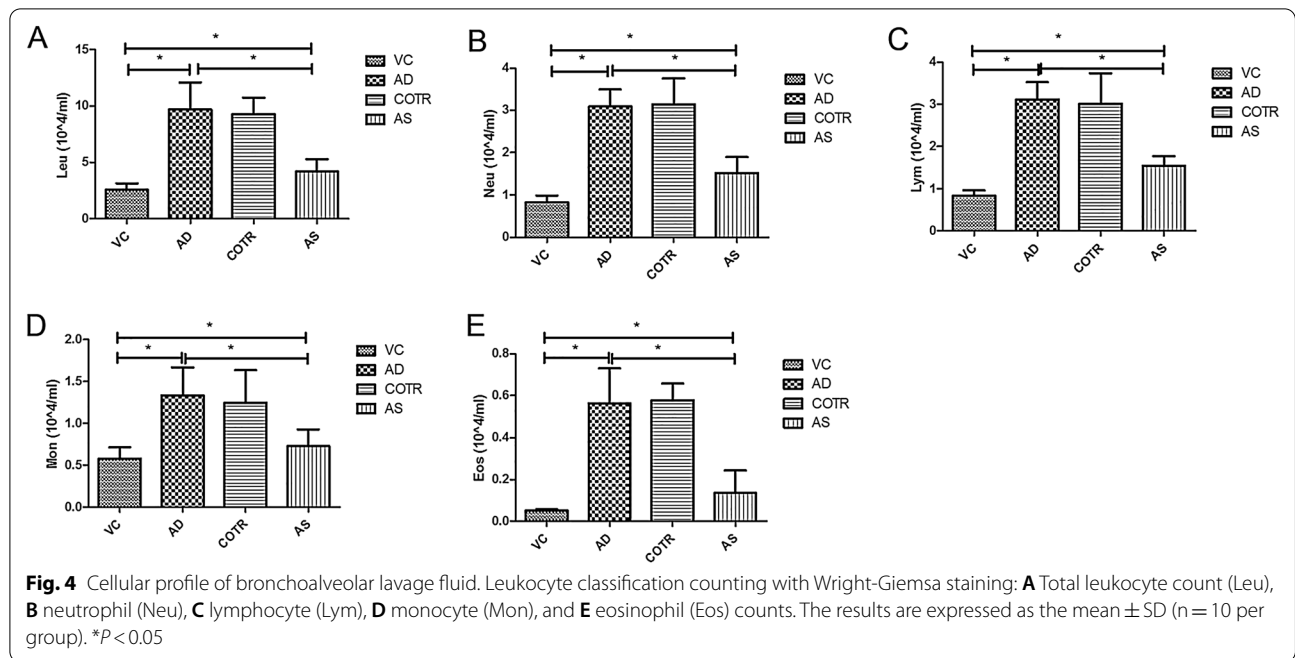 A
*
*
*
Leu (10^4/ml)
15
10
5
0
VC
AD
COTR
AS
VC
AD
COTR
AS
B
*
*
*
Neu (10^4/ml)
4
3
2
1
0
VC
AD
COTR
AS
VC
AD
COTR
AS
C
*
*
*
Lym (10^4/ml)
4
3
2
1
0
VC
AD
COTR
AS
VC
AD
COTR
AS
D
*
*
*
Mon (10^4/ml)
2.0
1.5
1.0
0.5
0.0
VC
AD
COTR
AS
VC
AD
COTR
AS
E
*
*
*
Eos (10^4/ml)
0.8
0.6
0.4
0.2
0.0
VC
AD
COTR
AS
VC
AD
COTR
AS
Fig. 4 Cellular profile of bronchoalveolar lavage fluid. Leukocyte classification counting with Wright-Giemsa staining: A Total leukocyte count (Leu),
B neutrophil (Neu), C lymphocyte (Lym), D monocyte (Mon), and E eosinophil (Eos) counts. The results are expressed as the mean ± SD (n = 10 per
group). *P < 0.05